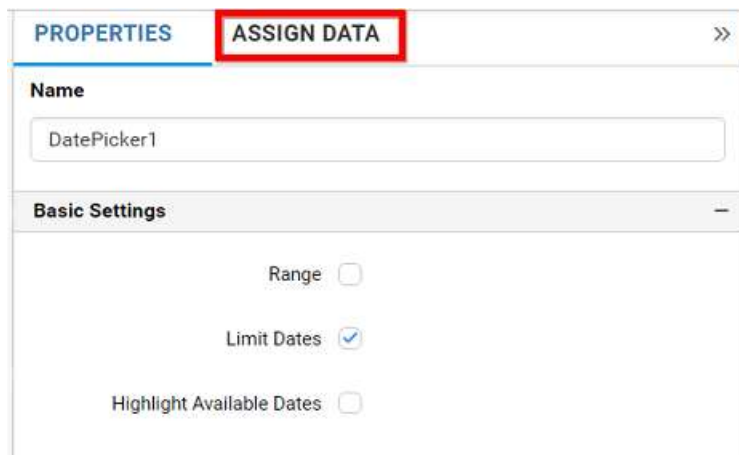 PROPERTIES ASSIGN DATA
Name
DatePicker1
Basic Settings
Range
Limit Dates
Highlight Available Dates